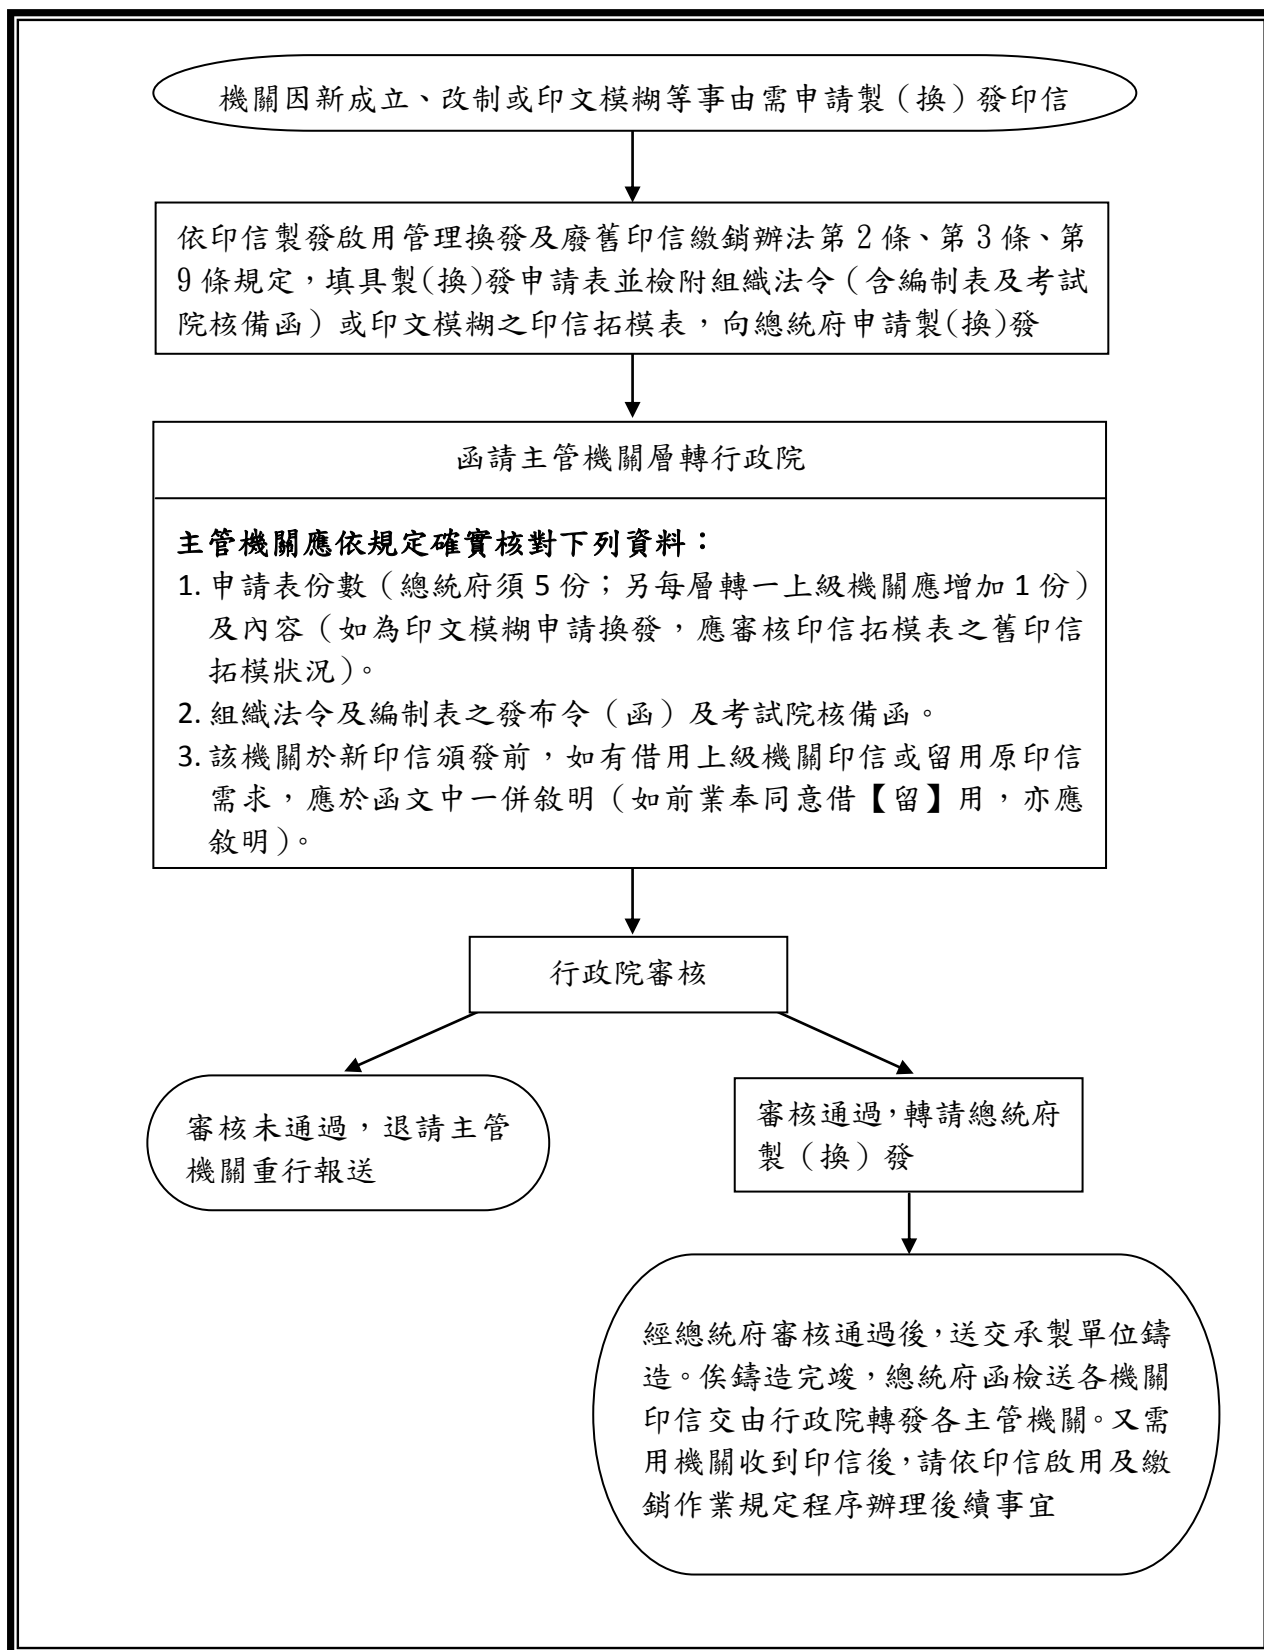 機關因新成立、改制或印文模糊等事由需申請製（換）發印信
依印信製發啟用管理換發及廢舊印信繳銷辦法第 2 條、第 3 條、第
9 條規定，填具製(換)發申請表並檢附組織法令（含編制表及考試
院核備函）或印文模糊之印信拓模表，向總統府申請製(換)發
函請主管機關層轉行政院
主管機關應依規定確實核對下列資料：
1. 申請表份數（總統府須 5 份；另每層轉一上級機關應增加 1 份）
及內容（如為印文模糊申請換發，應審核印信拓模表之舊印信
拓模狀況）。
2. 組織法令及編制表之發布令（函）及考試院核備函。
3. 該機關於新印信頒發前，如有借用上級機關印信或留用原印信
需求，應於函文中一併敘明（如前業奉同意借【留】用，亦應
敘明）。
行政院審核
審核未通過，退請主管
機關重行報送
審核通過，轉請總統府
製（換）發
經總統府審核通過後，送交承製單位鑄
造。俟鑄造完竣，總統府函檢送各機關
印信交由行政院轉發各主管機關。又需
用機關收到印信後，請依印信啟用及繳
銷作業規定程序辦理後續事宜